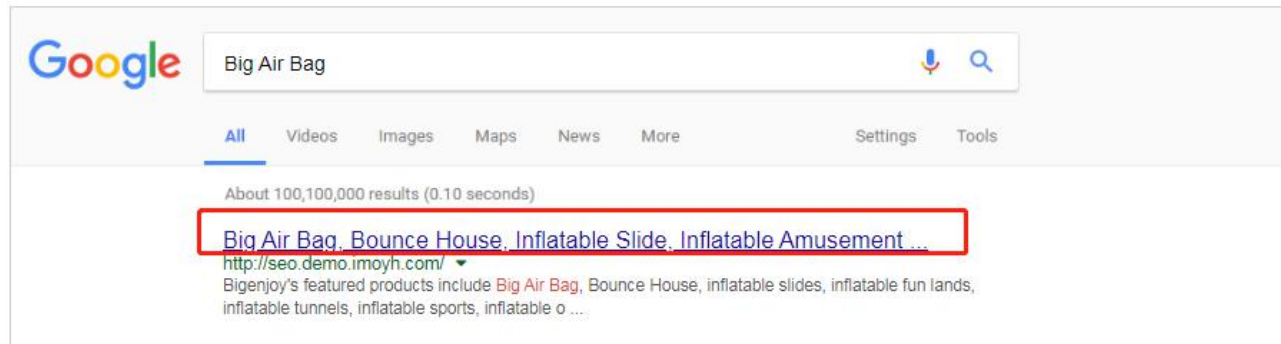 Google Big Air Bag
All Videos Images Maps News More Settings Tools
About 100,100,000 results (0.10 seconds)
Big Air Bag, Bounce House, Inflatable Slide, Inflatable Amusement ...
http://seo.demo.imoyh.com/
Bigenjoy's featured products include Big Air Bag, Bounce House, inflatable slides, inflatable fun lands,
inflatable tunnels, inflatable sports, inflatable o ...